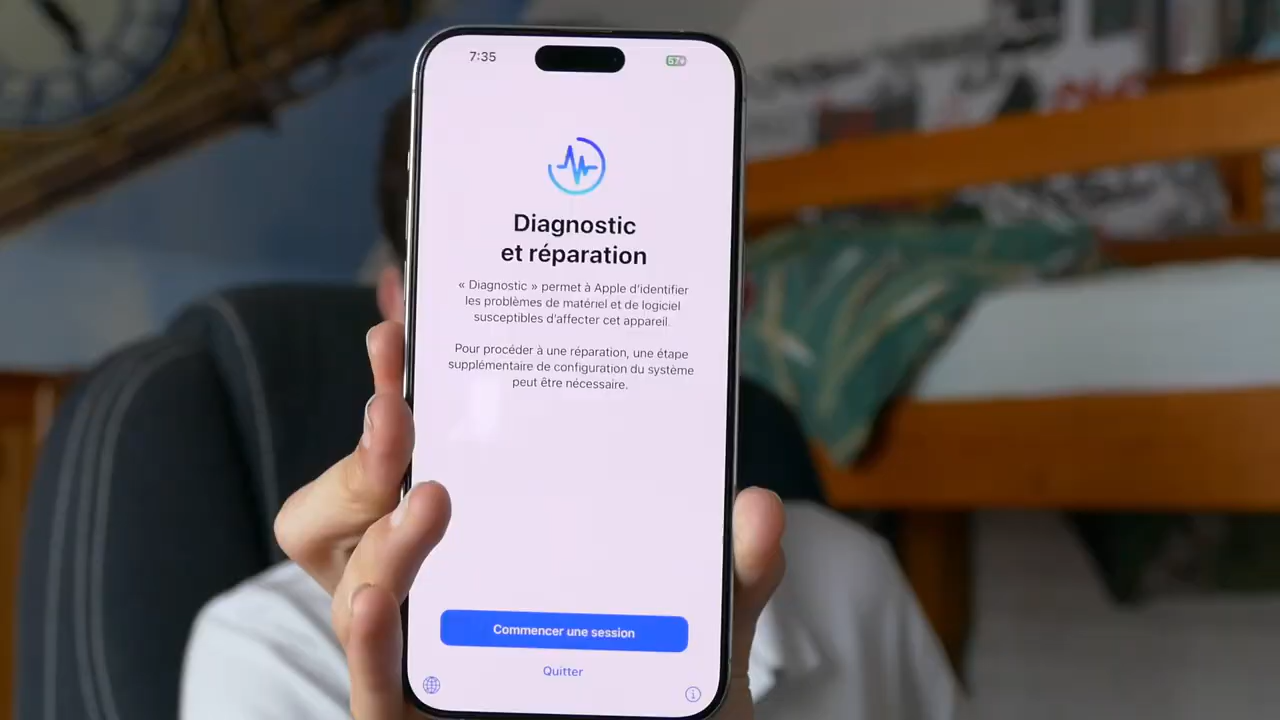 7:35
67
Diagnostic
et réparation
« Diagnostic » permet à Apple d'identifier
les problèmes de matériel et de logiciel
susceptibles d'affecter cet appareil.
Pour procéder à une réparation, une étape
supplémentaire de configuration du système
peut être nécessaire.
Commencer une session
Quitter